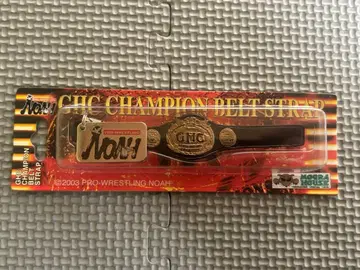 Noah
GHC CHAMPION BELT STRAP
Noah
GHC
GHC
CHAMPION
BELT
STRAP
©2003 PRO-WRESTLING NOAH